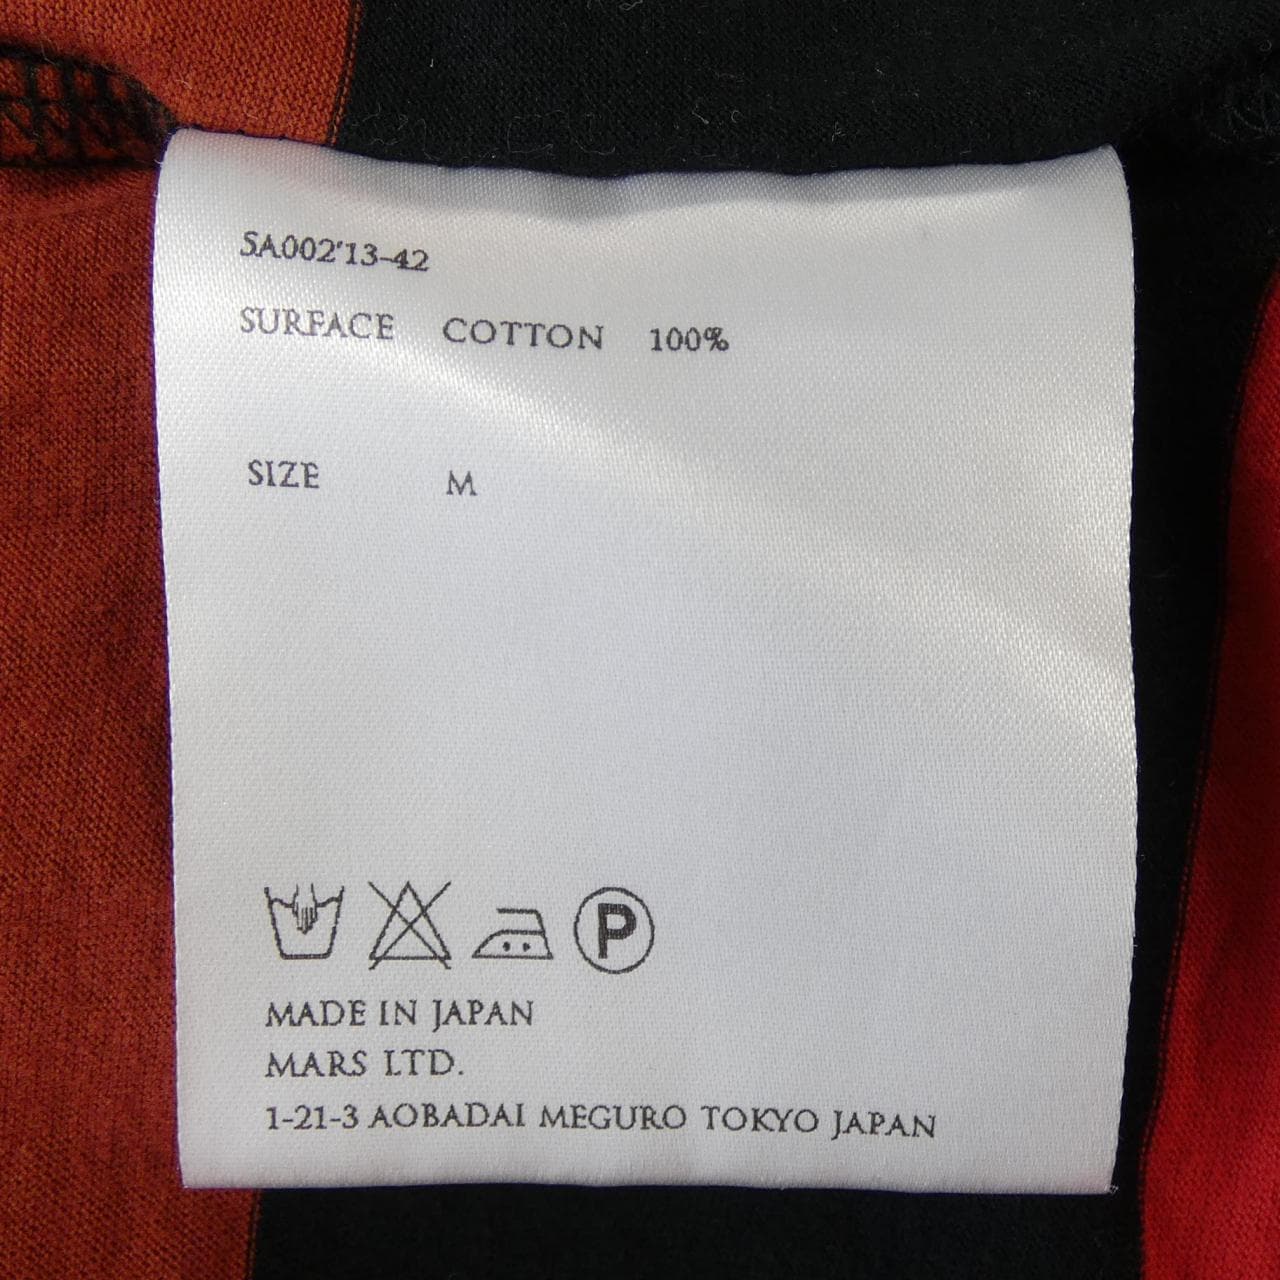 SA002'13-42
SURFACE COTTON 100%
SIZE M
P
MADE IN JAPAN
MARS LTD.
1-21-3 AOBADAI MEGURO TOKYO JAPAN